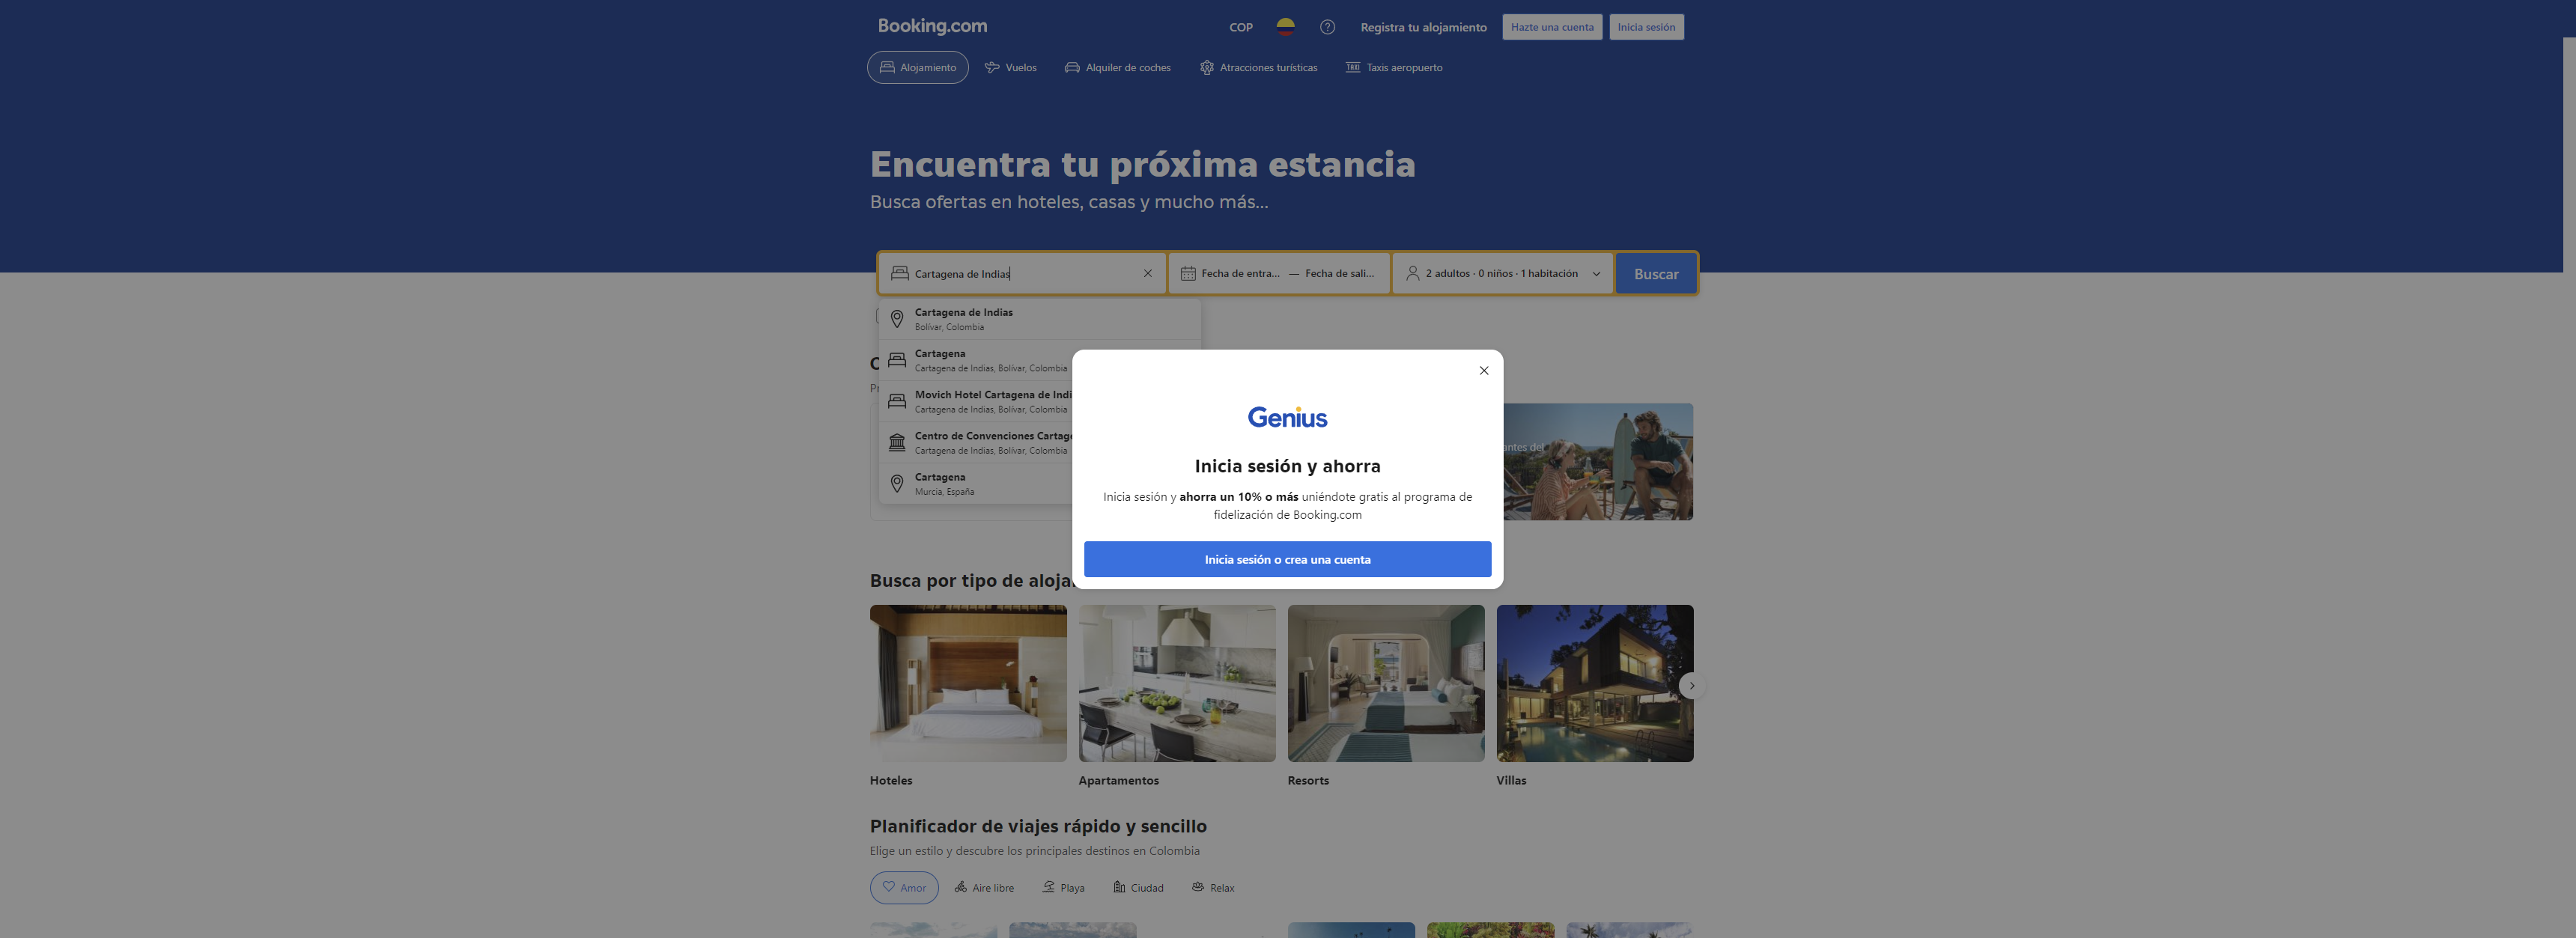 Booking.com
COP
Registra tu alojamiento
Hazte una cuenta
Inicia sesión
Alojamiento
Vuelos
Alquiler de coches
Atracciones turísticas
TAXI
Taxis aeropuerto
Encuentra tu próxima estancia
Busca ofertas en hoteles, casas y mucho más...
Cartagena de Indias
Fecha de entra... — Fecha de sali...
2 adultos · 0 niños · 1 habitación
Buscar
Cartagena de Indias
Bolívar, Colombia
Cartagena
Cartagena de Indias, Bolívar, Colombia
Movich Hotel Cartagena de Indi
Cartagena de Indias, Bolívar, Colombia
Centro de Convenciones Cartage
Cartagena de Indias, Bolívar, Colombia
Cartagena
Murcia, España
antes del
Genius
Inicia sesión y ahorra
Inicia sesión y ahorra un 10% o más uniéndote gratis al programa de
fidelización de Booking.com
Inicia sesión o crea una cuenta
Busca por tipo de aloja
Hoteles
Apartamentos
Resorts
Villas
Planificador de viajes rápido y sencillo
Elige un estilo y descubre los principales destinos en Colombia
Amor
Aire libre
Playa
Ciudad
Relax